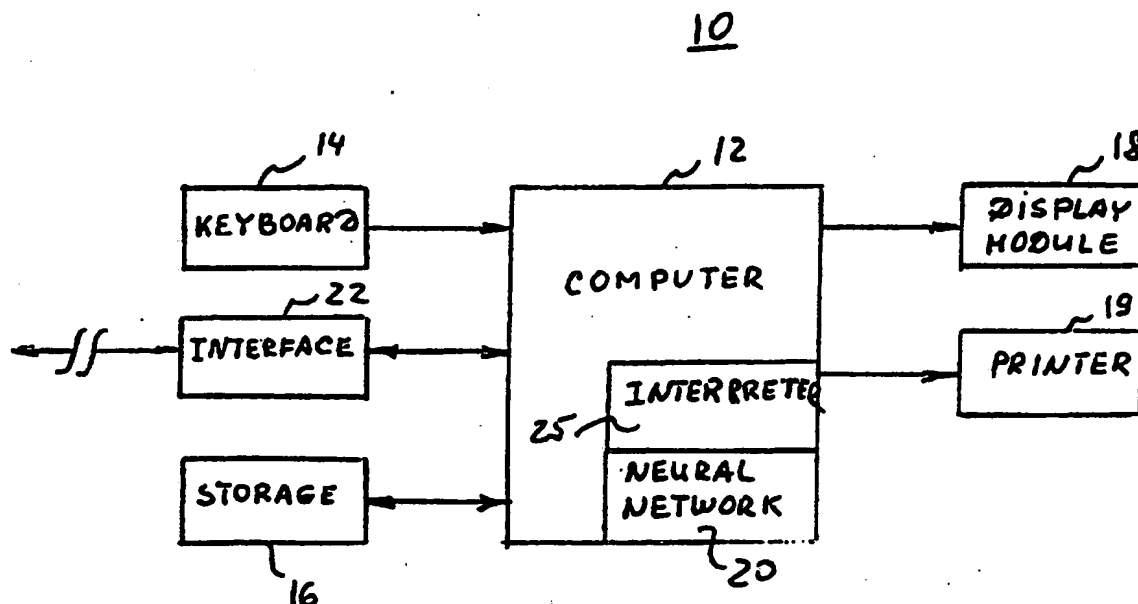 10
14
12
18
KEYBOARD
DISPLAY
MODULE
COMPUTER
22
19
INTERFACE
PRINTER
INTERPRETER
25
STORAGE
NEURAL
NETWORK
16
20